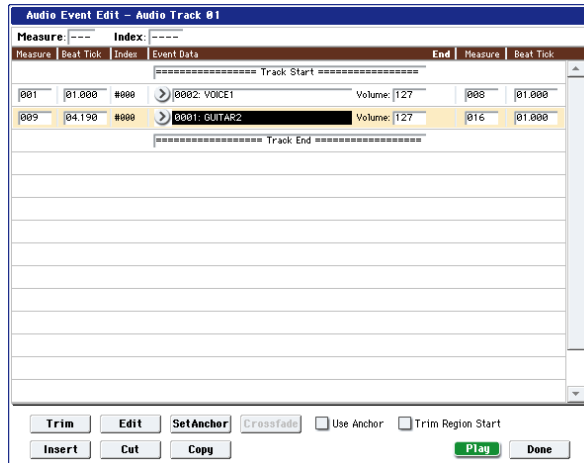 Audio Event Edit – Audio Track 01
Measure: --- Index: ----
Measure Beat Tick Index Event Data End Measure Beat Tick
================= Track Start =================
001 01.000 #000 0002: VOICE1 Volume: 127 008 01.000
009 04.190 #000 0001: GUITAR2 Volume: 127 016 01.000
================== Track End ==================
Trim Edit SetAnchor Crossfade Use Anchor Trim Region Start
Insert Cut Copy Play Done